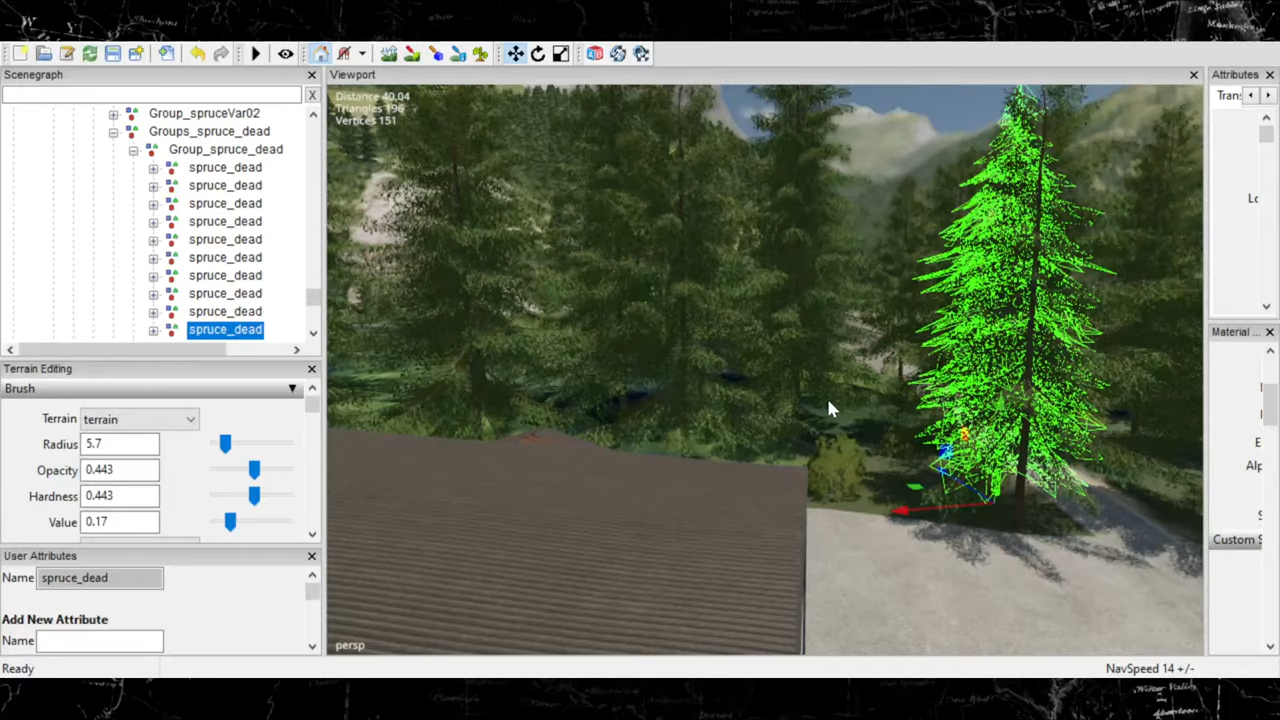 Scenegraph
X
Group_spruceVar02
Groups_spruce_dead
Group_spruce_dead
spruce_dead
spruce_dead
spruce_dead
spruce_dead
spruce_dead
spruce_dead
spruce_dead
spruce_dead
spruce_dead
spruce_dead
Terrain Editing
Brush
Terrain terrain
Radius 5.7
Opacity 0.443
Hardness 0.443
Value 0.17
User Attributes
Name spruce_dead
Add New Attribute
Name
Ready
Viewport
Distance 40.04
Triangles 196
Vertices 151
persp
Attributes
Trans
Lo
Material ...
E
Alp
S
Custom S
NavSpeed 14 +/-